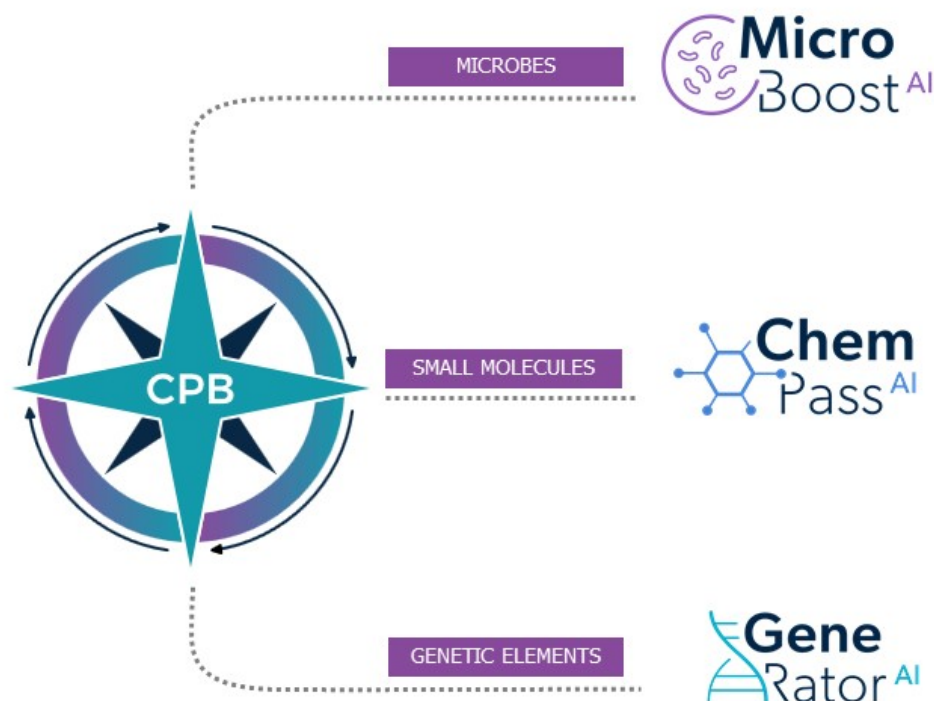 MICROBES
Micro
Boost AI
CPB
SMALL MOLECULES
Chem
Pass AI
GENETIC ELEMENTS
Gene
Rator AI